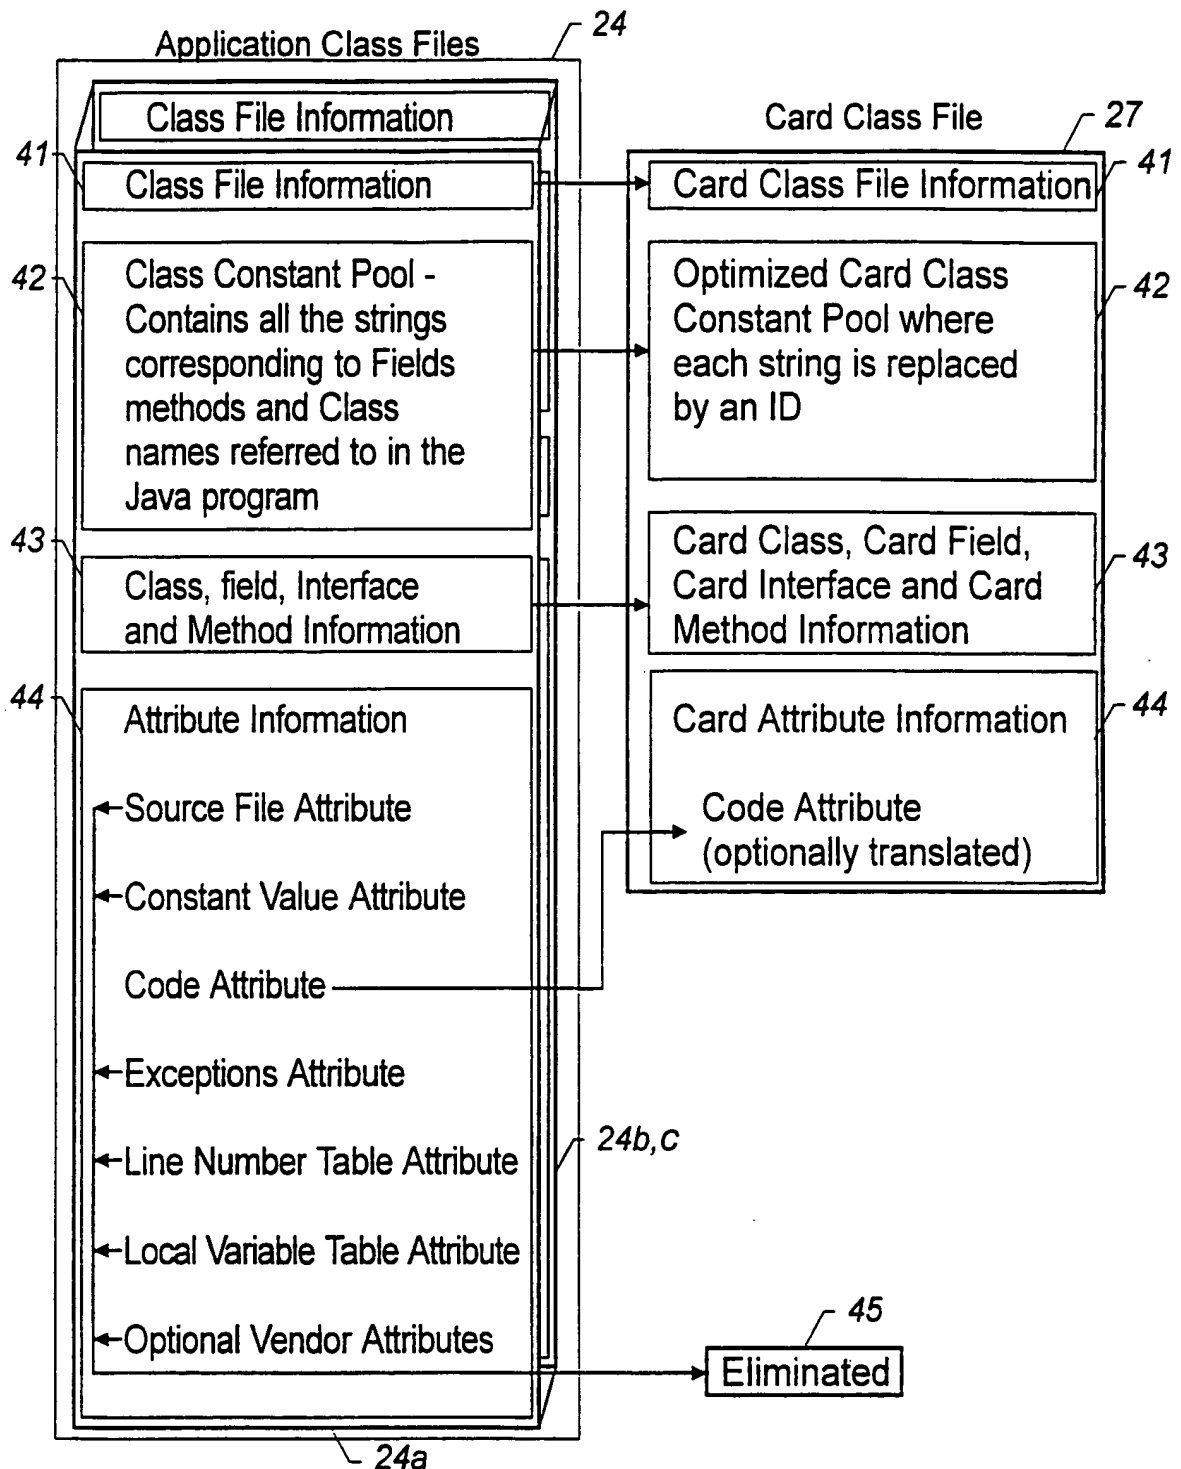 24
Application Class Files
Class File Information
41
Class File Information
42
Class Constant Pool -
Contains all the strings
corresponding to Fields
methods and Class
names referred to in the
Java program
43
Class, field, Interface
and Method Information
44
Attribute Information
Source File Attribute
Constant Value Attribute
Code Attribute
Exceptions Attribute
Line Number Table Attribute
Local Variable Table Attribute
Optional Vendor Attributes
24b,c
24a
Card Class File
27
Card Class File Information
41
Optimized Card Class
Constant Pool where
each string is replaced
by an ID
42
Card Class, Card Field,
Card Interface and Card
Method Information
43
Card Attribute Information
44
Code Attribute
(optionally translated)
45
Eliminated